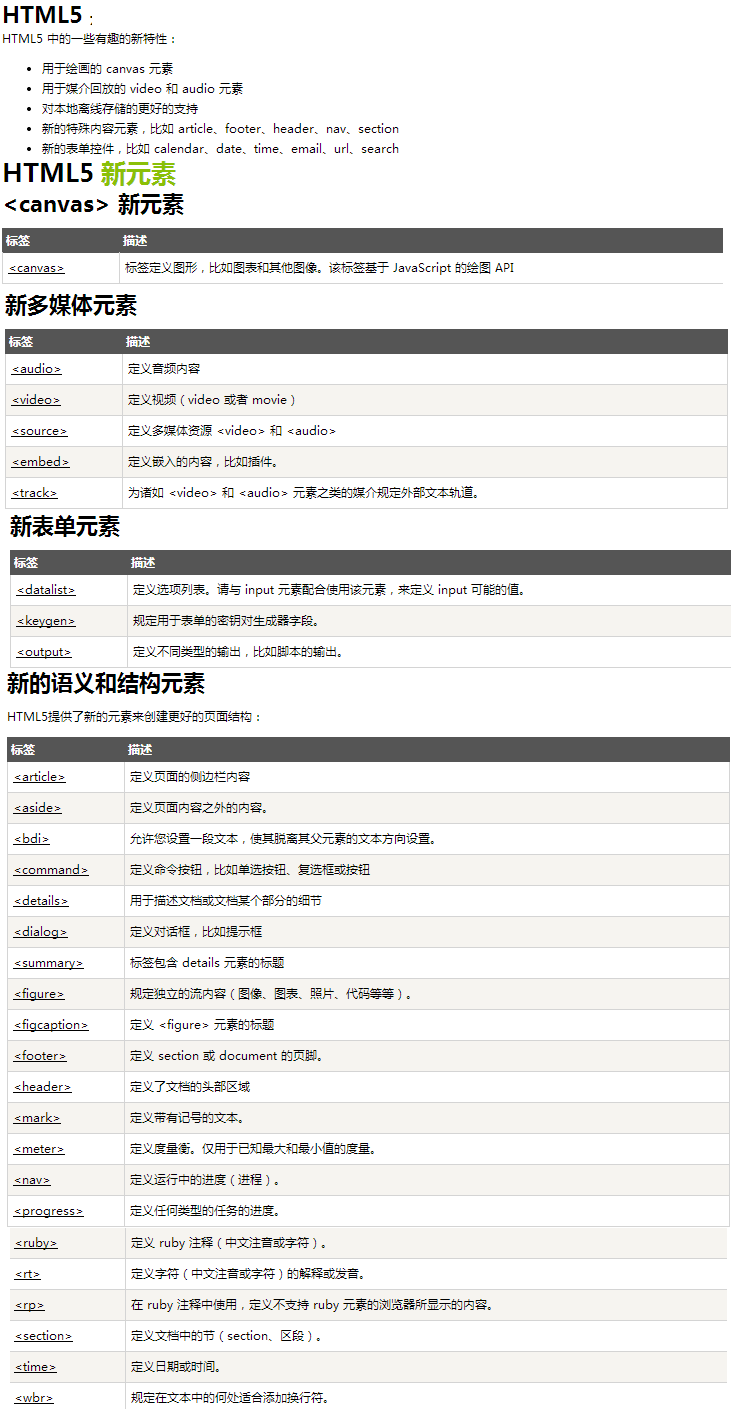 HTML5 :
HTML5 中的一些有趣的新特性：
• 用于绘画的 canvas 元素
• 用于媒介回放的 video 和 audio 元素
• 对本地离线存储的更好的支持
• 新的特殊内容元素，比如 article、footer、header、nav、section
• 新的表单控件，比如 calendar、date、time、email、url、search
HTML5 新元素
<canvas> 新元素
标签 描述
<canvas> 标签定义图形，比如图表和其他图像。该标签基于 JavaScript 的绘图 API
新多媒体元素
标签 描述
<audio> 定义音频内容
<video> 定义视频（video 或者 movie）
<source> 定义多媒体资源 <video> 和 <audio>
<embed> 定义嵌入的内容，比如插件。
<track> 为诸如 <video> 和 <audio> 元素之类的媒介规定外部文本轨道。
新表单元素
标签 描述
<datalist> 定义选项列表。请与 input 元素配合使用该元素，来定义 input 可能的值。
<keygen> 规定用于表单的密钥对生成器字段。
<output> 定义不同类型的输出，比如脚本的输出。
新的语义和结构元素
HTML5提供了新的元素来创建更好的页面结构：
标签 描述
<article> 定义页面的侧边栏内容
<aside> 定义页面内容之外的内容。
<bdi> 允许您设置一段文本，使其脱离其父元素的文本方向设置。
<command> 定义命令按钮，比如单选按钮、复选框或按钮
<details> 用于描述文档或文档某个部分的细节
<dialog> 定义对话框，比如提示框
<summary> 标签包含 details 元素的标题
<figure> 规定独立的流内容（图像、图表、照片、代码等等）。
<figcaption> 定义 <figure> 元素的标题
<footer> 定义 section 或 document 的页脚。
<header> 定义了文档的头部区域
<mark> 定义带有记号的文本。
<meter> 定义度量衡。仅用于已知最大和最小值的度量。
<nav> 定义运行中的进度（进程）。
<progress> 定义任何类型的任务的进度。
<ruby> 定义 ruby 注释（中文注音或字符）。
<rt> 定义字符（中文注音或字符）的解释或发音。
<rp> 在 ruby 注释中使用，定义不支持 ruby 元素的浏览器所显示的内容。
<section> 定义文档中的节（section、区段）。
<time> 定义日期或时间。
<wbr> 规定在文本中的何处适合添加换行符。